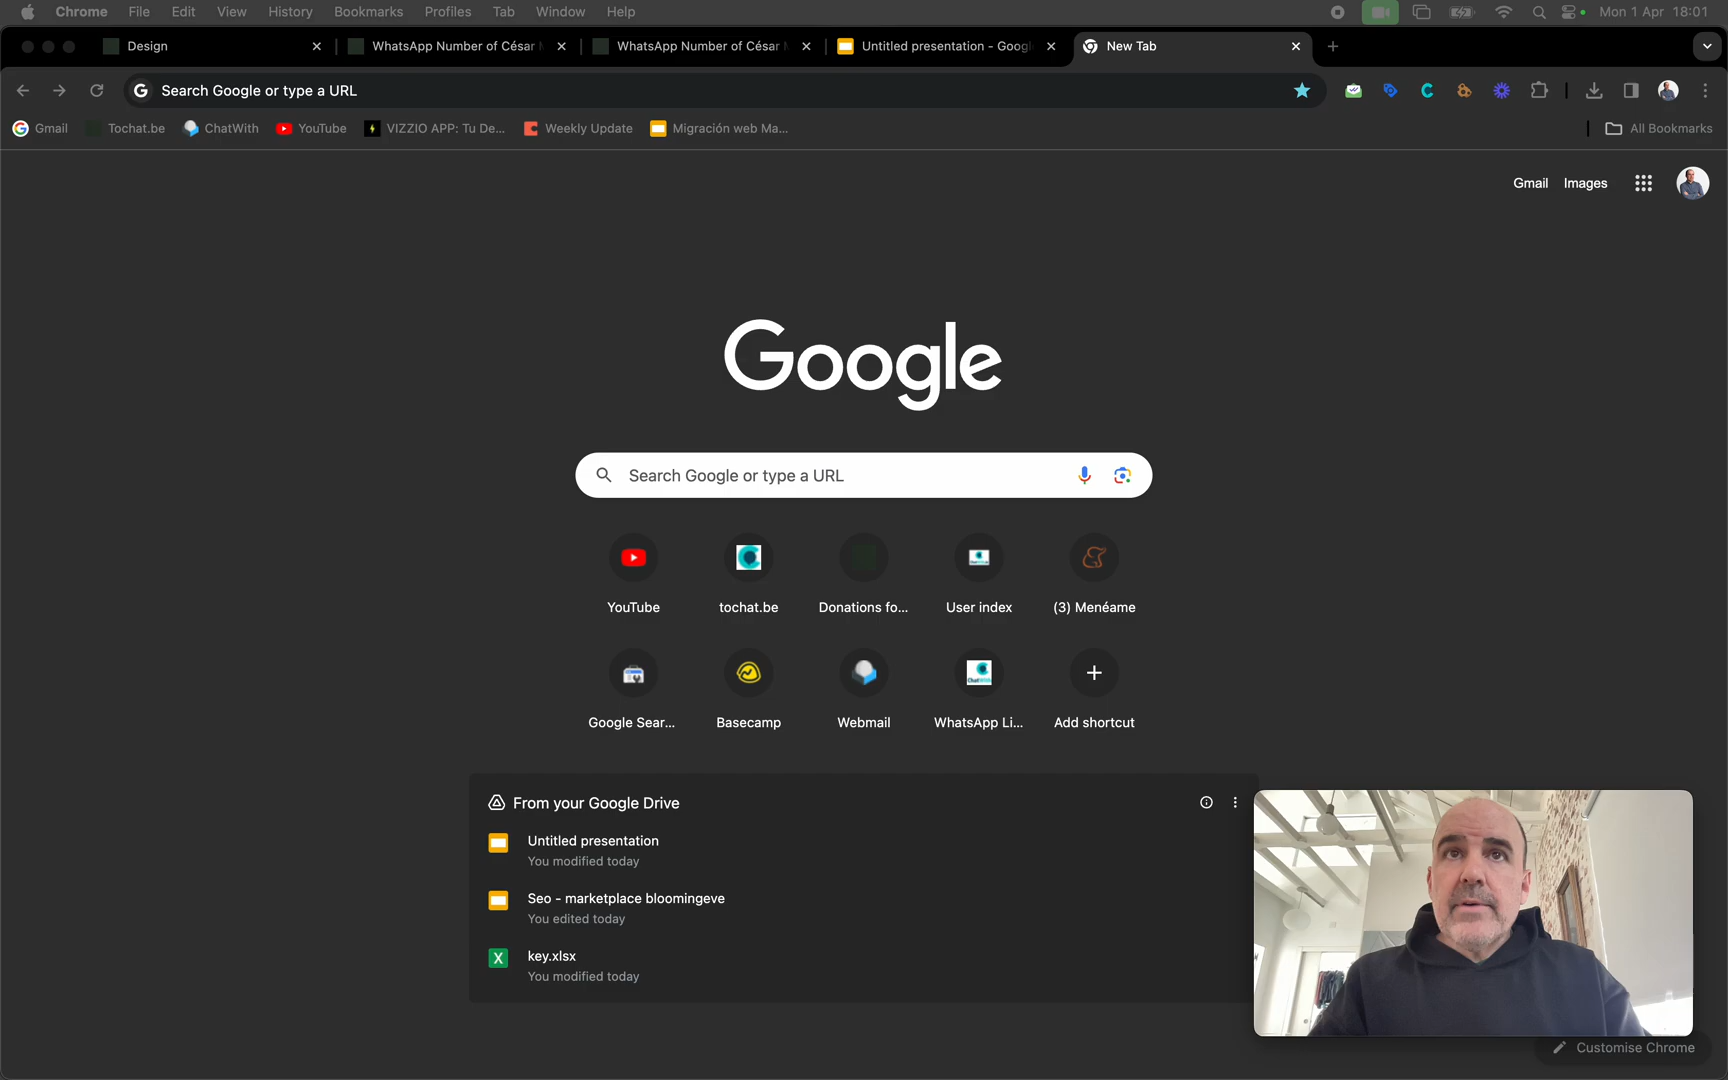 Chrome File Edit View History Bookmarks Profiles Tab Window Help Mon 1 Apr 18:01
Design WhatsApp Number of César WhatsApp Number of César Untitled presentation - Googl New Tab
Search Google or type a URL
Gmail Tochat.be ChatWith YouTube VIZZIO APP: Tu De... Weekly Update Migración web Ma... All Bookmarks
Gmail Images
Google
Search Google or type a URL
YouTube tochat.be Donations fo... User index (3) Menéame
Google Sear... Basecamp Webmail WhatsApp Li... Add shortcut
From your Google Drive
Untitled presentation
You modified today
Seo - marketplace bloomingeve
You edited today
key.xlsx
You modified today
Customise Chrome